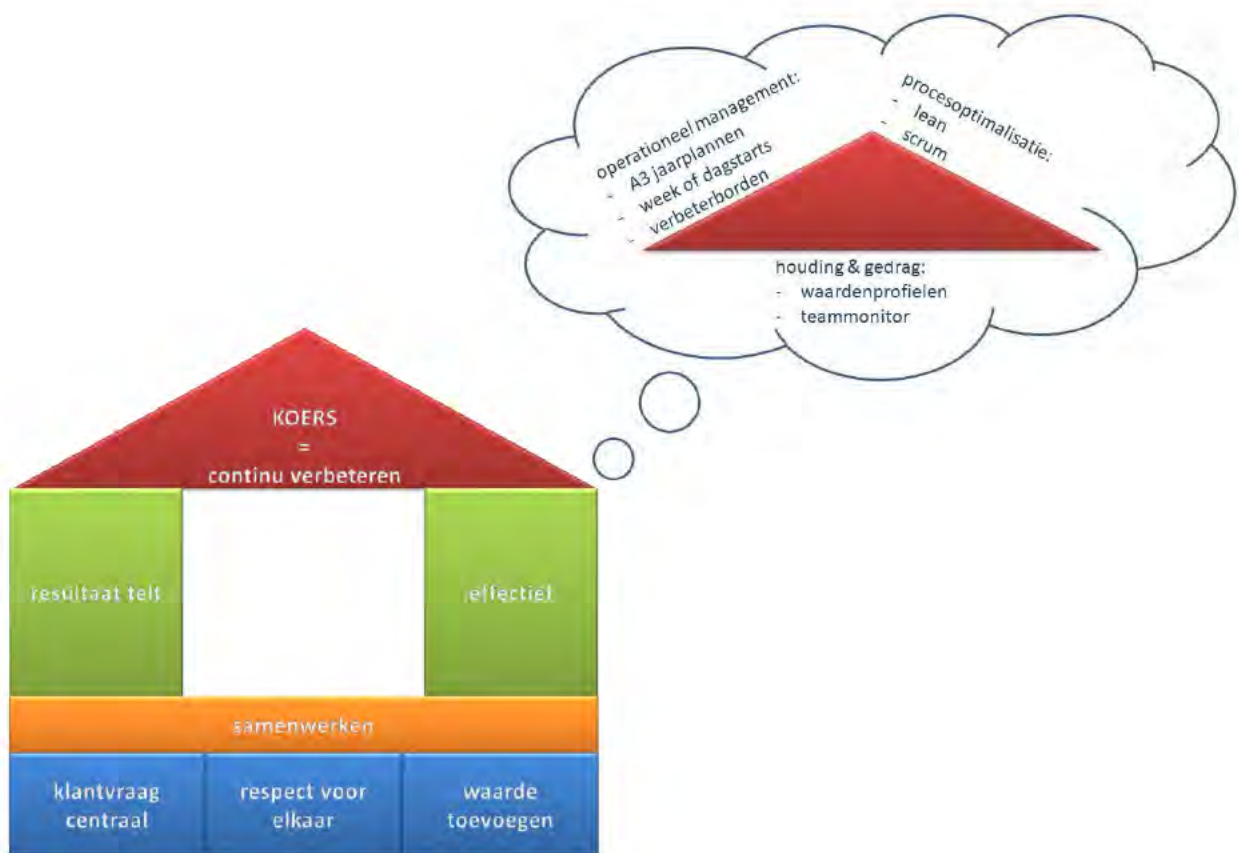 operationeel management:
- A3 jaarplannen
- week of dagstarts
- verbeterborden
procesoptimalisatie:
- lean
- scrum
houding & gedrag:
- waardenprofielen
- teammonitor
KOERS
=
continu verbeteren
resultaat telt
effectief
samenwerken
klantvraag
centraal
respect voor
elkaar
waarde
toevoegen